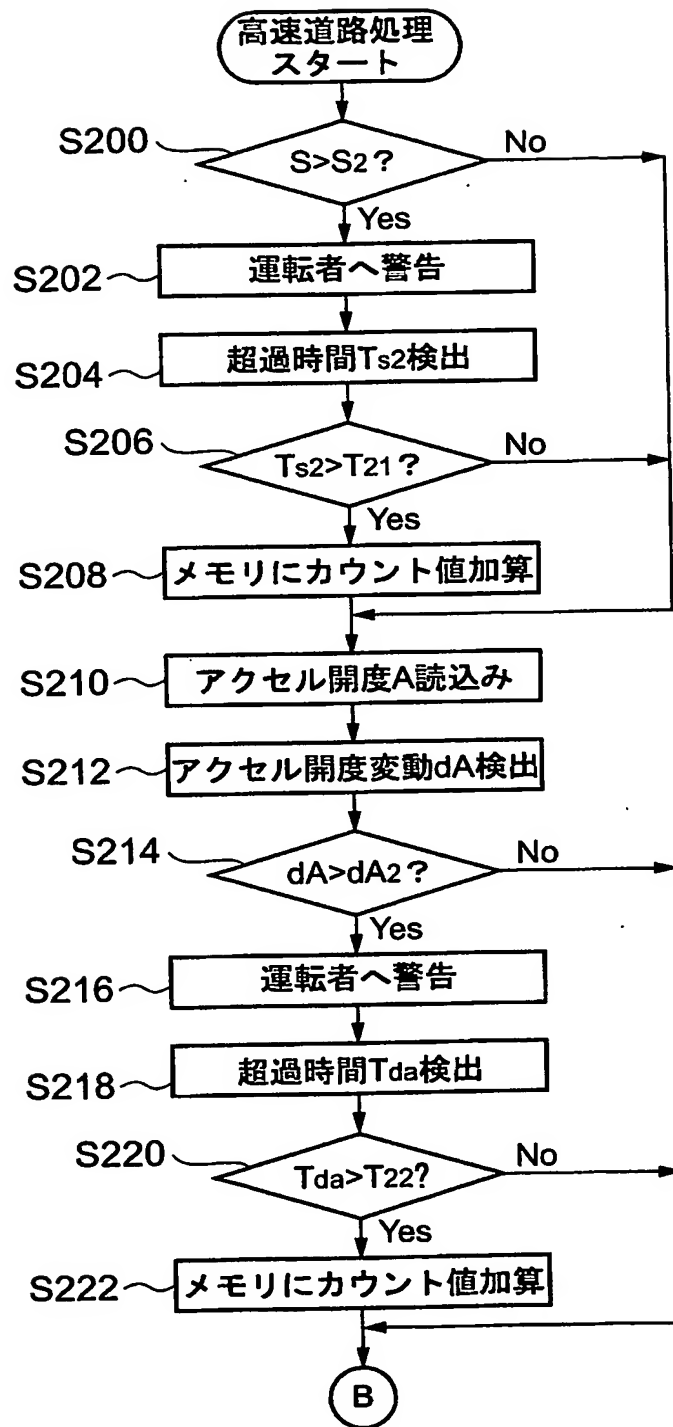 高速道路処理
スタート
S200
S>S2?
No
Yes
S202
運転者へ警告
S204
超過時間Ts2検出
S206
Ts2>T21?
No
Yes
S208
メモリにカウント値加算
S210
アクセル開度A読込み
S212
アクセル開度変動dA検出
S214
dA>dA2?
No
Yes
S216
運転者へ警告
S218
超過時間Tda検出
S220
Tda>T22?
No
Yes
S222
メモリにカウント値加算
B